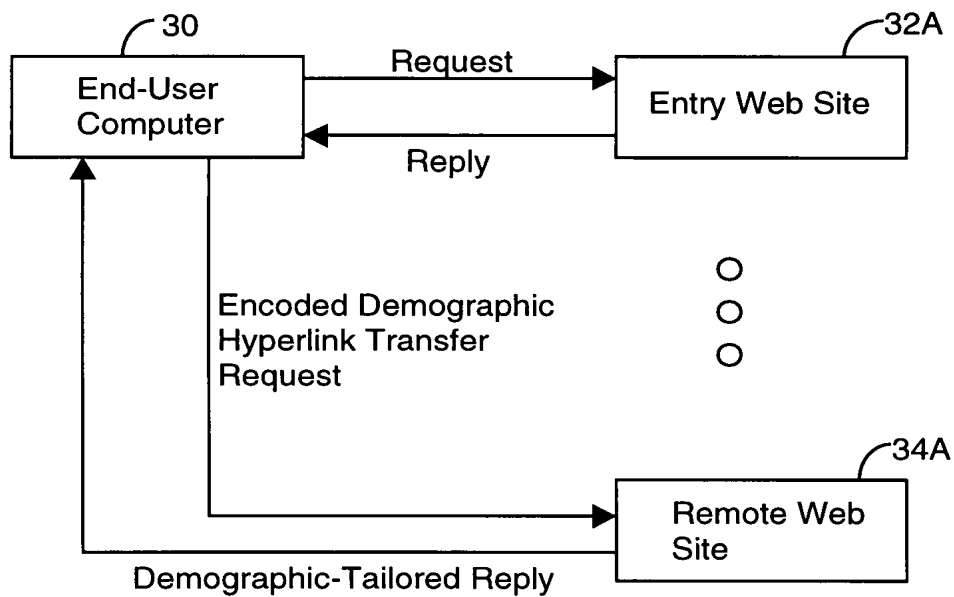 30
32A
Request
End-User
Computer
Entry Web Site
Reply
Encoded Demographic
Hyperlink Transfer
Request
34A
Remote Web
Site
Demographic-Tailored Reply